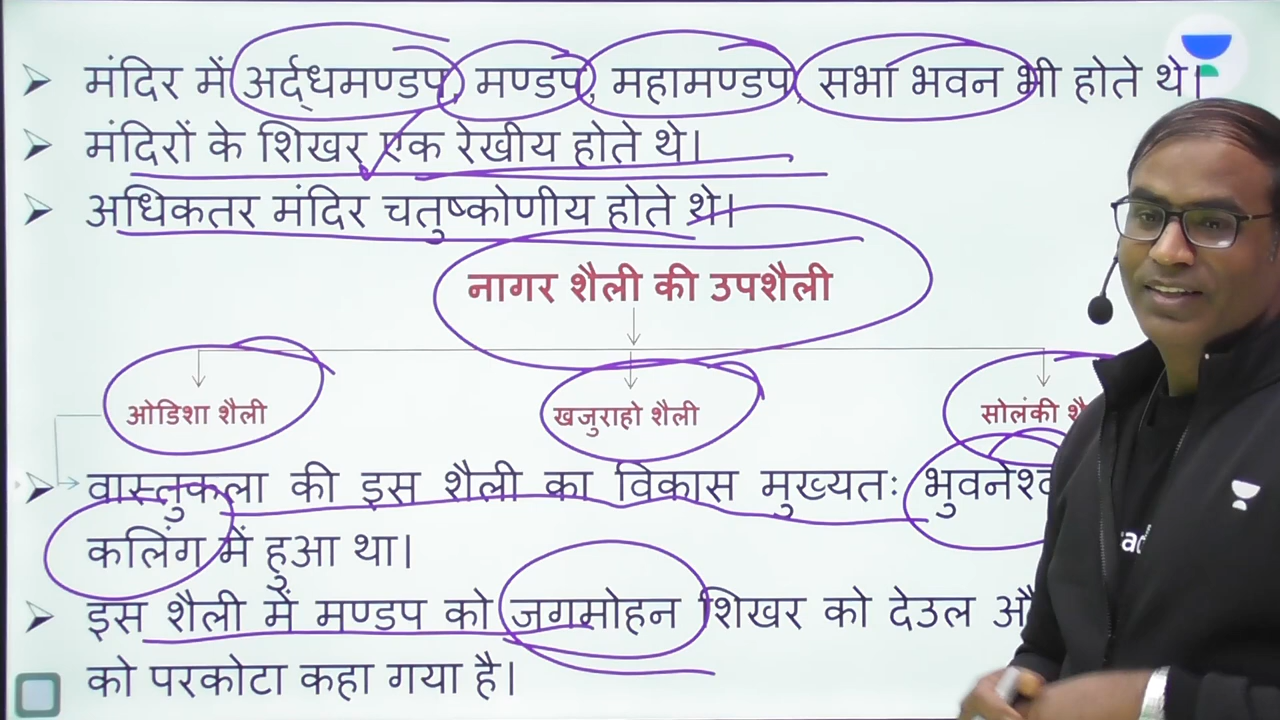 मंदिर में अर्द्धमण्डप, मण्डप, महामण्डप, सभा भवन भी होते थे।
मंदिरों के शिखर एक रेखीय होते थे।
अधिकतर मंदिर चतुष्कोणीय होते थे।
नागर शैली की उपशैली
ओडिशा शैली खजुराहो शैली सोलंकी
वास्तुकला की इस शैली का विकास मुख्यतः
कलिंग में हुआ था।
इस शैली में मण्डप को जगमोहन शिखर को देउल
को परकोटा कहा गया है।